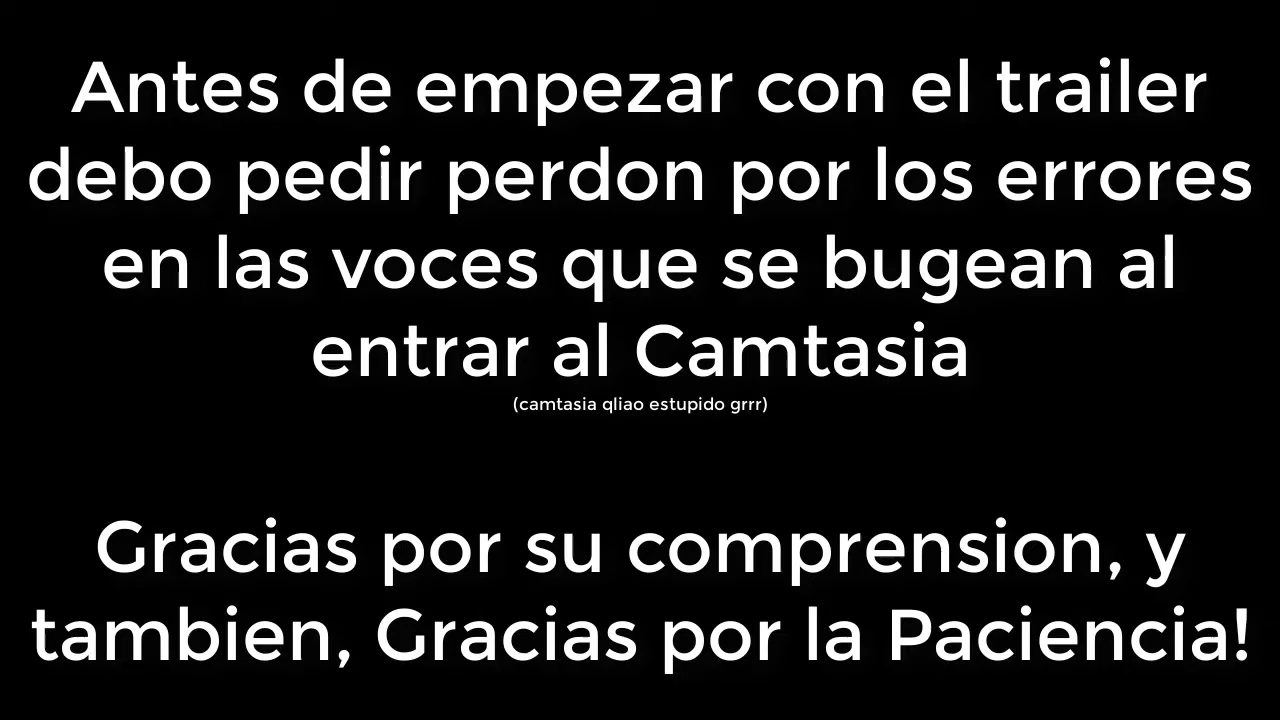 Antes de empezar con el trailer
debo pedir perdon por los errores
en las voces que se bugean al
entrar al Camtasia
(camtasia qliao estupido grrr)
Gracias por su comprension, y
tambien, Gracias por la Paciencia!